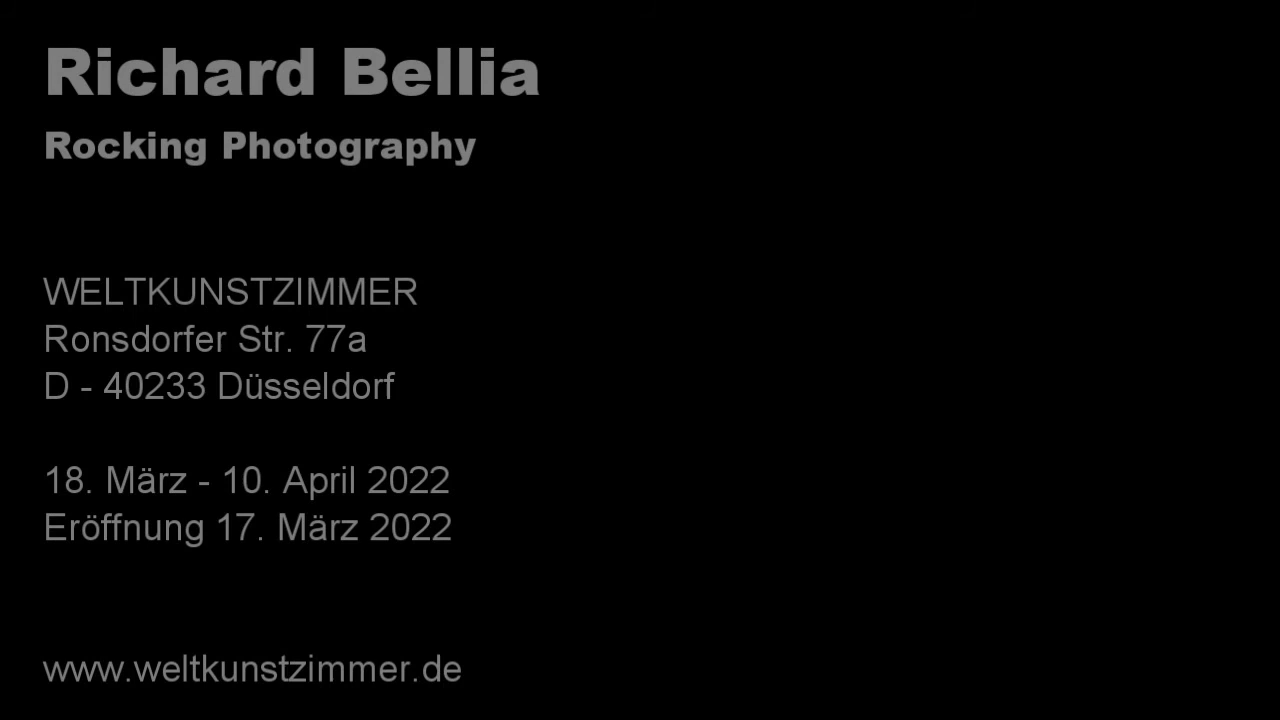 Richard Bellia
Rocking Photography
WELTKUNSTZIMMER
Ronsdorfer Str. 77a
D - 40233 Düsseldorf
18. März - 10. April 2022
Eröffnung 17. März 2022
www.weltkunstzimmer.de